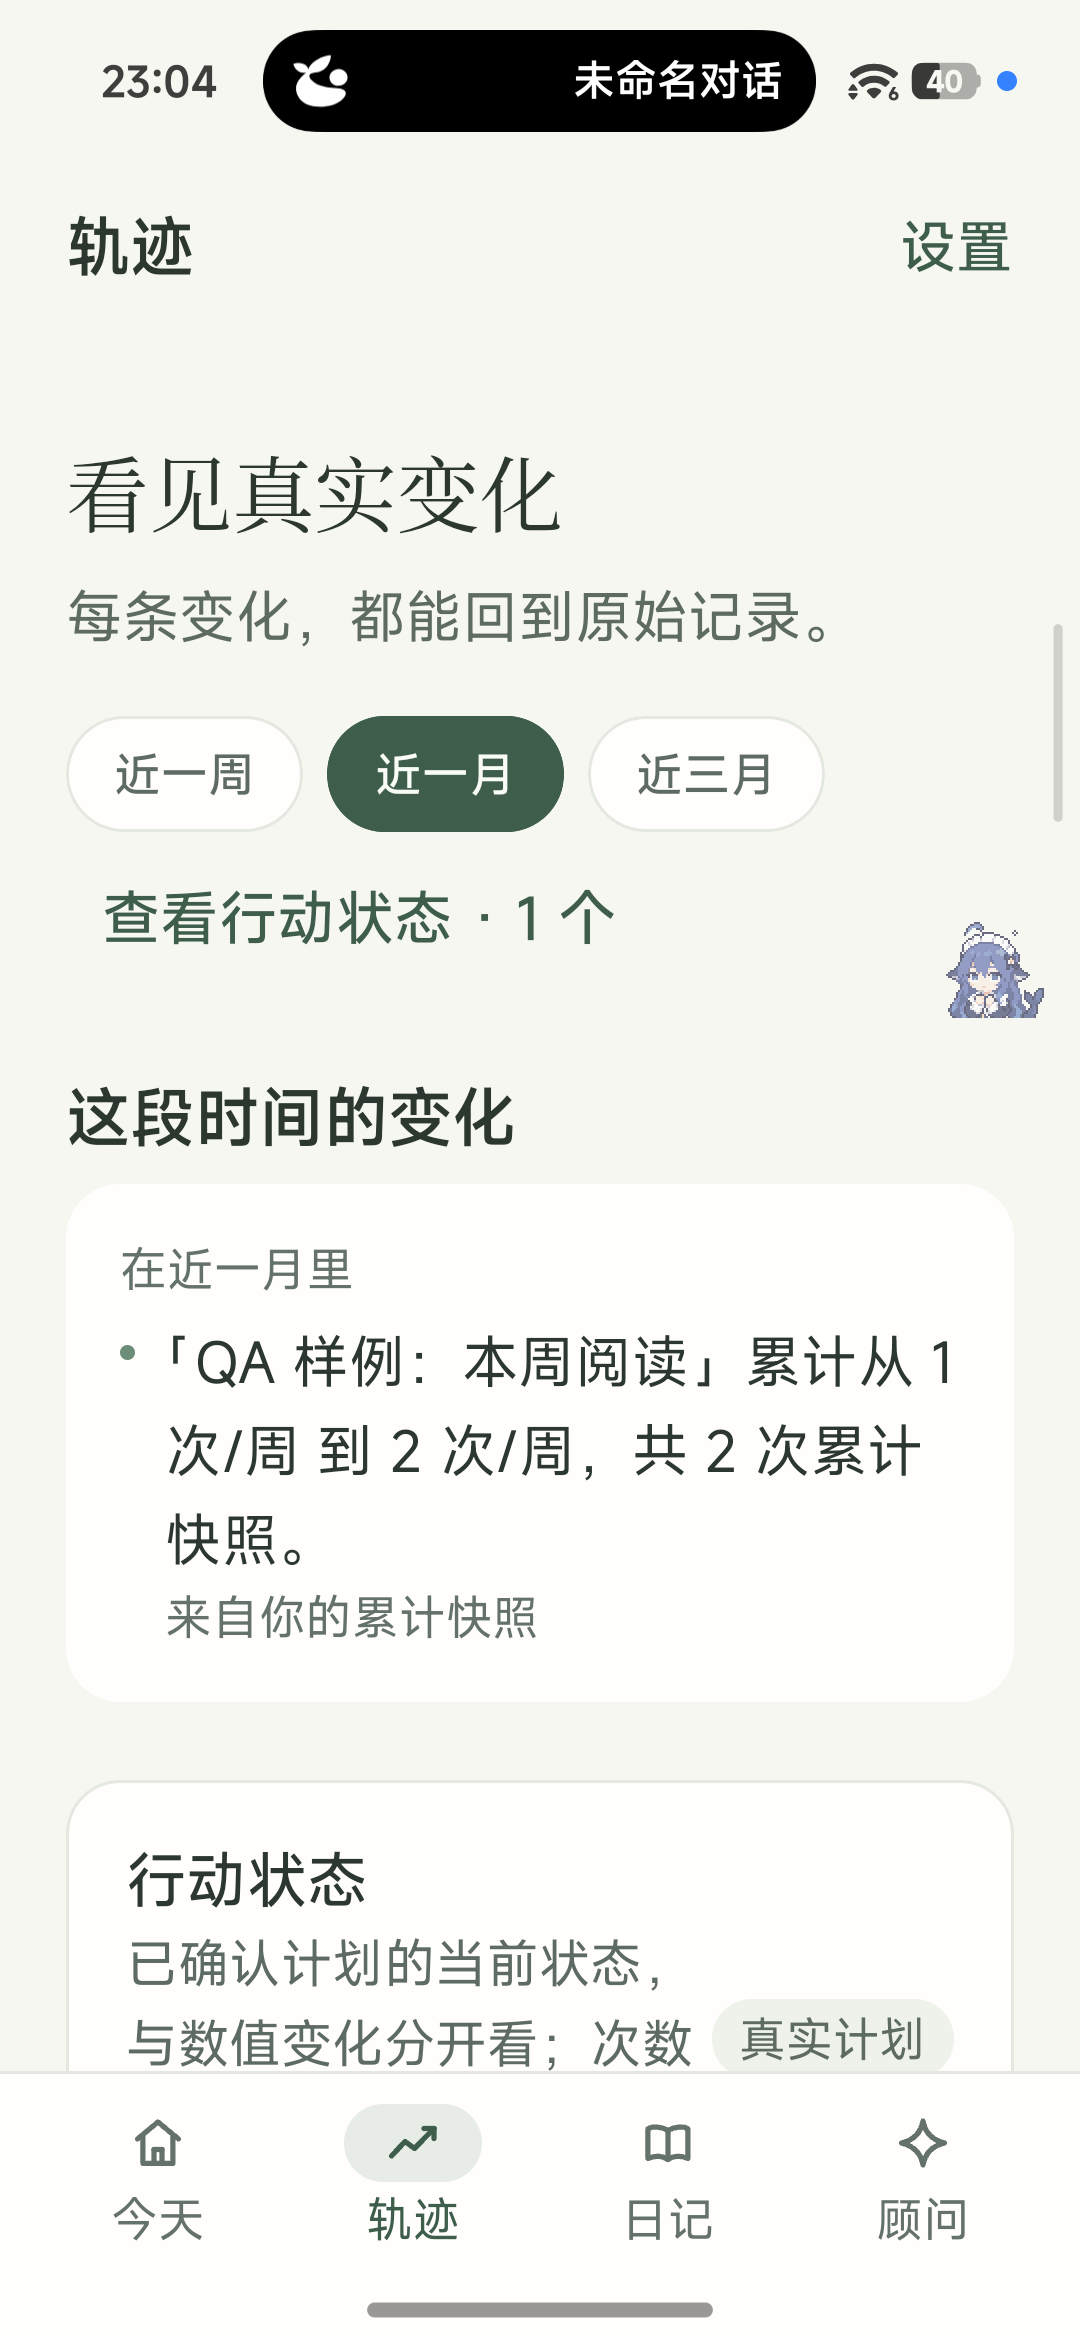 23:04
未命名对话
6
40
轨迹
设置
看见真实变化
每条变化，都能回到原始记录。
近一周
近一月
近三月
查看行动状态 · 1 个
这段时间的变化
在近一月里
「QA 样例：本周阅读」累计从 1
次/周 到 2 次/周，共 2 次累计
快照。
来自你的累计快照
行动状态
已确认计划的当前状态，
与数值变化分开看；次数
真实计划
今天
轨迹
日记
顾问